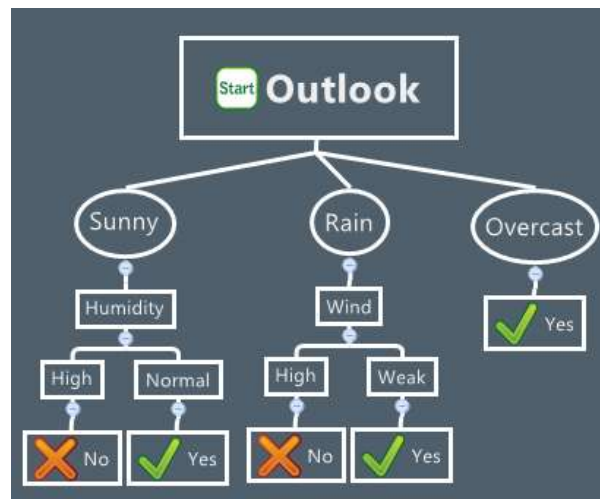 Start Outlook
Sunny Rain Overcast
Humidity Wind Yes
High Normal High Weak
No Yes No Yes